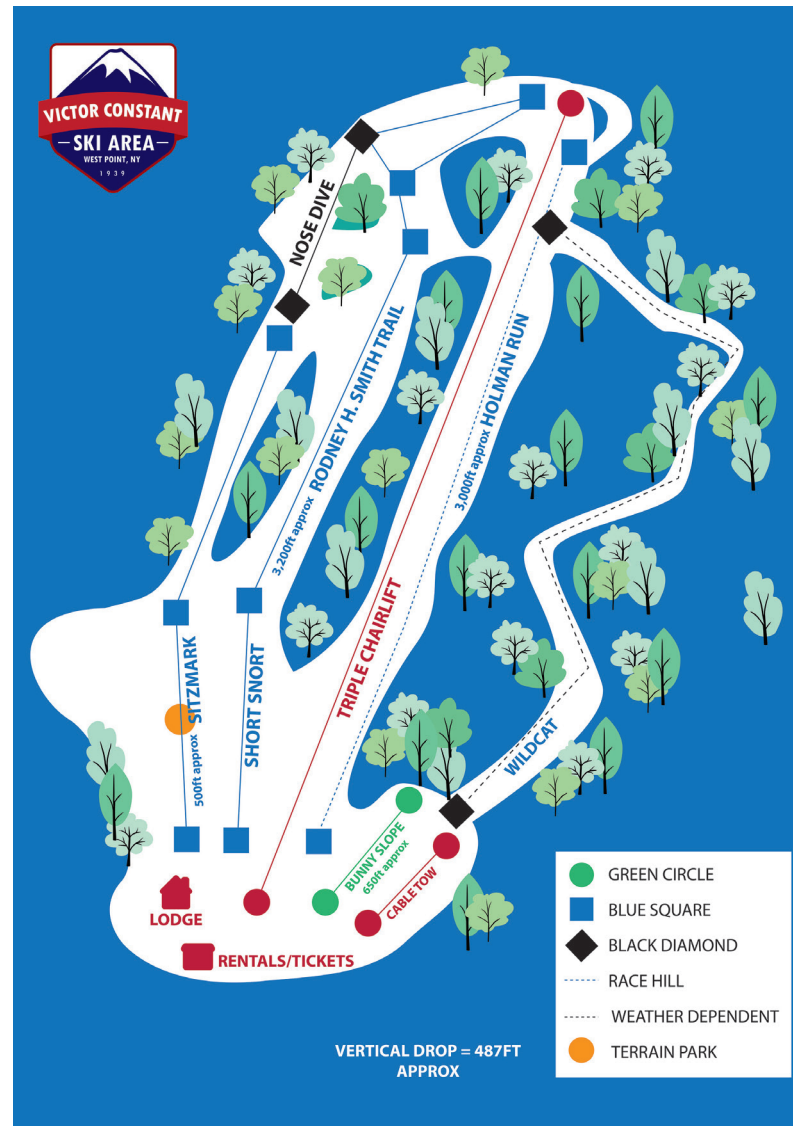 VICTOR CONSTANT
SKI AREA
WEST POINT, NY
1939
NOSE DIVE
3,200ft approx RODNEY H. SMITH TRAIL
3,000ft approx HOLMAN RUN
TRIPLE CHAIRLIFT
500ft approx SITZMARK
SHORT SNORT
WILDCAT
BUNNY SLOPE
650ft approx
CABLE TOW
LODGE
RENTALS/TICKETS
GREEN CIRCLE
BLUE SQUARE
BLACK DIAMOND
RACE HILL
WEATHER DEPENDENT
TERRAIN PARK
VERTICAL DROP = 487FT
APPROX